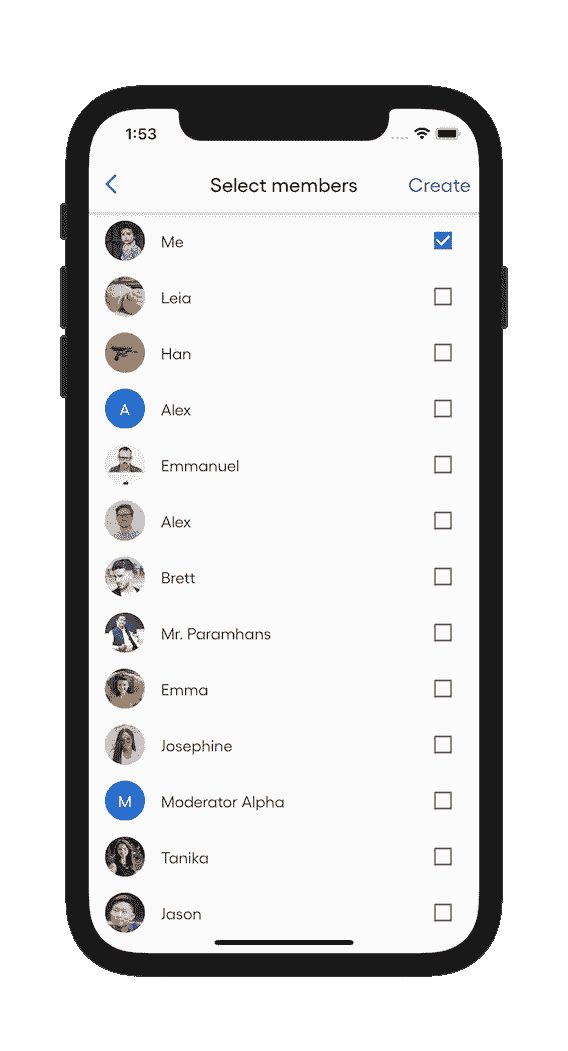 1:53
Select members Create
Me
Leia
Han
A Alex
Emmanuel
Alex
Brett
Mr. Paramhans
Emma
Josephine
M Moderator Alpha
Tanika
Jason